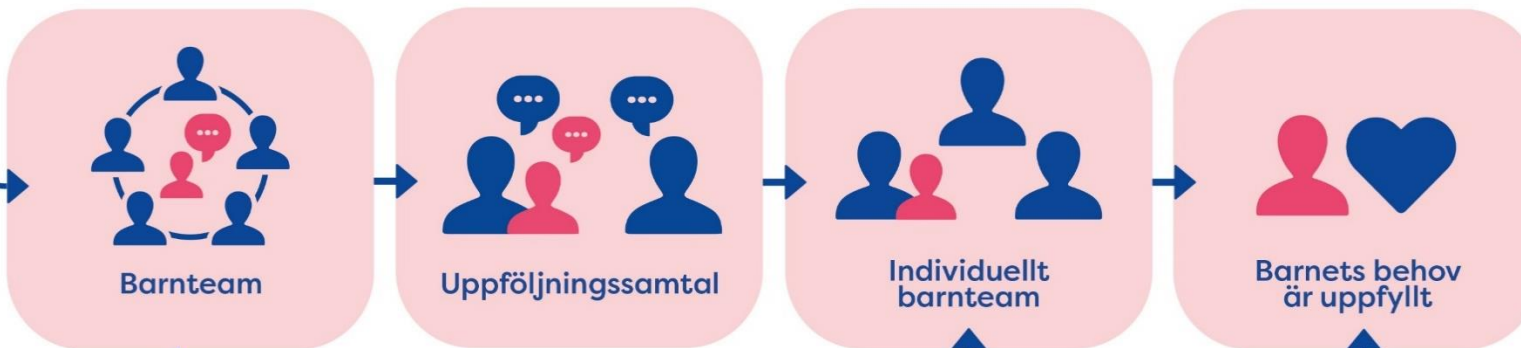 Barnteam
Uppföljningssamtal
Individuellt
barnteam
Barnets behov
är uppfyllt